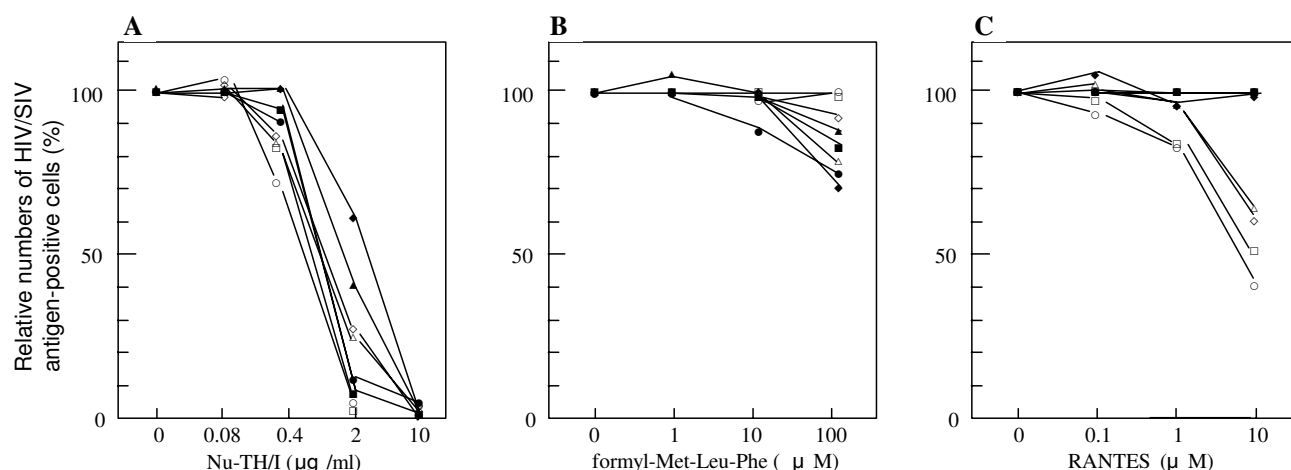 A B C
Relative numbers of HIV/SIV
antigen-positive cells (%)
100 100 100
50 50 50
0 0 0
0 0.08 0.4 2 10
0 1 10 100
0 0.1 1 10
Nu-TH/I (µg /ml)
formyl-Met-Leu-Phe ( µ M)
RANTES (µ M)